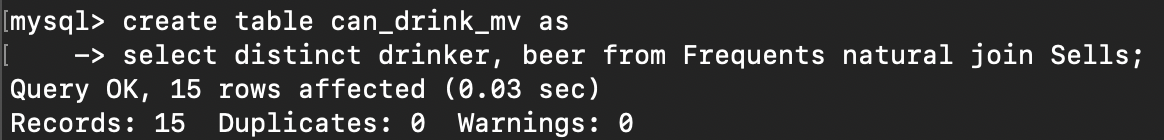 [mysql> create table can_drink_mv as
[    -> select distinct drinker, beer from Frequents natural join Sells;
Query OK, 15 rows affected (0.03 sec)
Records: 15  Duplicates: 0  Warnings: 0